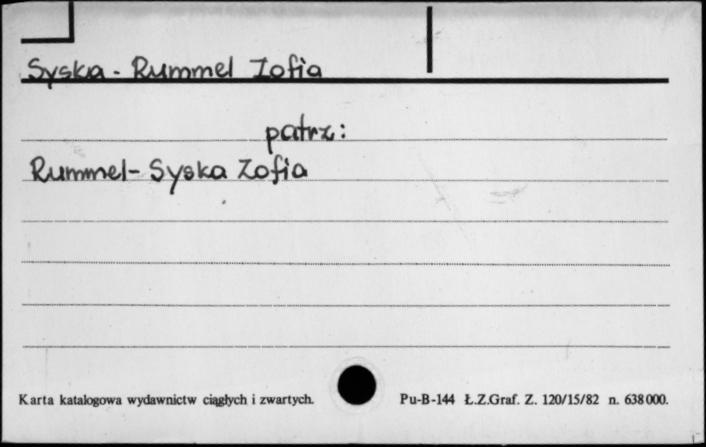 Syska - Rummel Zofia
patrz:
Rummel - Syska Zofia
Karta katalogowa wydawnictw ciągłych i zwartych. Pu-B-144 Ł.Z.Graf. Z. 120/15/82 n. 638000.